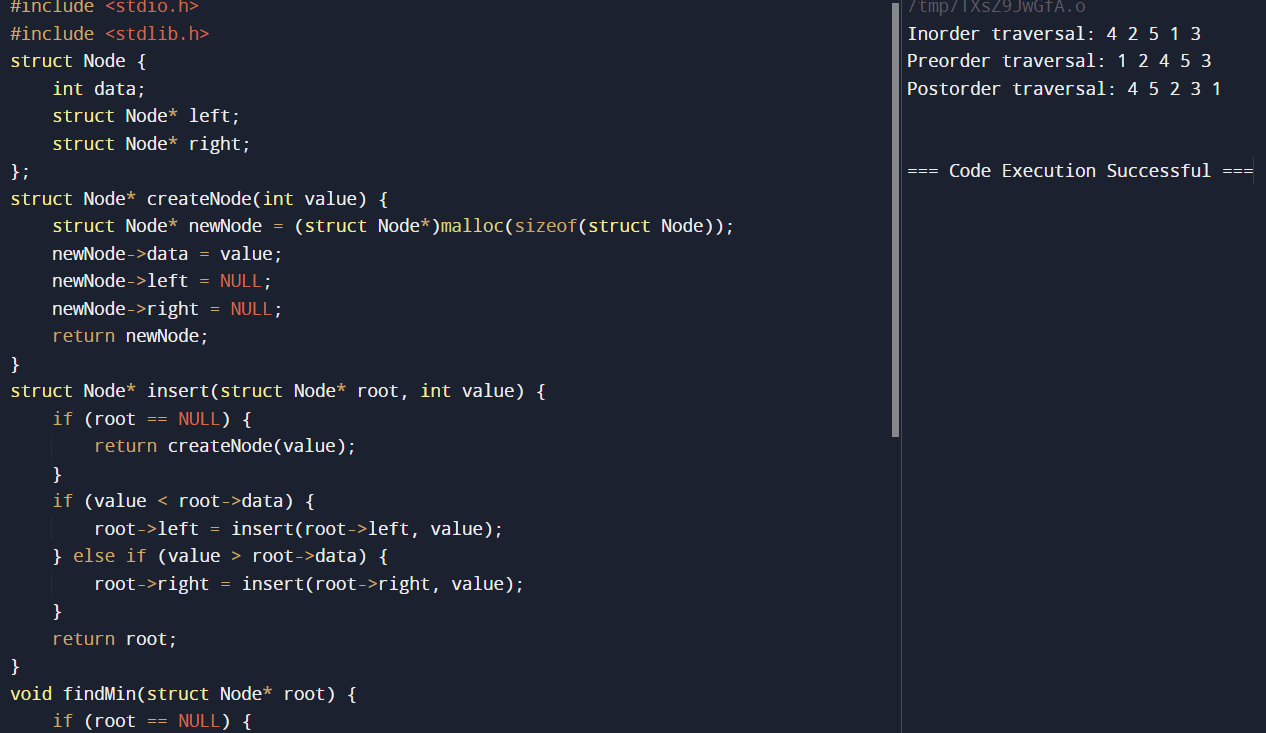 #include <stdio.h>
#include <stdlib.h>
struct Node {
    int data;
    struct Node* left;
    struct Node* right;
};
struct Node* createNode(int value) {
    struct Node* newNode = (struct Node*)malloc(sizeof(struct Node));
    newNode->data = value;
    newNode->left = NULL;
    newNode->right = NULL;
    return newNode;
}
struct Node* insert(struct Node* root, int value) {
    if (root == NULL) {
        return createNode(value);
    }
    if (value < root->data) {
        root->left = insert(root->left, value);
    } else if (value > root->data) {
        root->right = insert(root->right, value);
    }
    return root;
}
void findMin(struct Node* root) {
    if (root == NULL) {
Inorder traversal: 4 2 5 1 3
Preorder traversal: 1 2 4 5 3
Postorder traversal: 4 5 2 3 1
=== Code Execution Successful ===